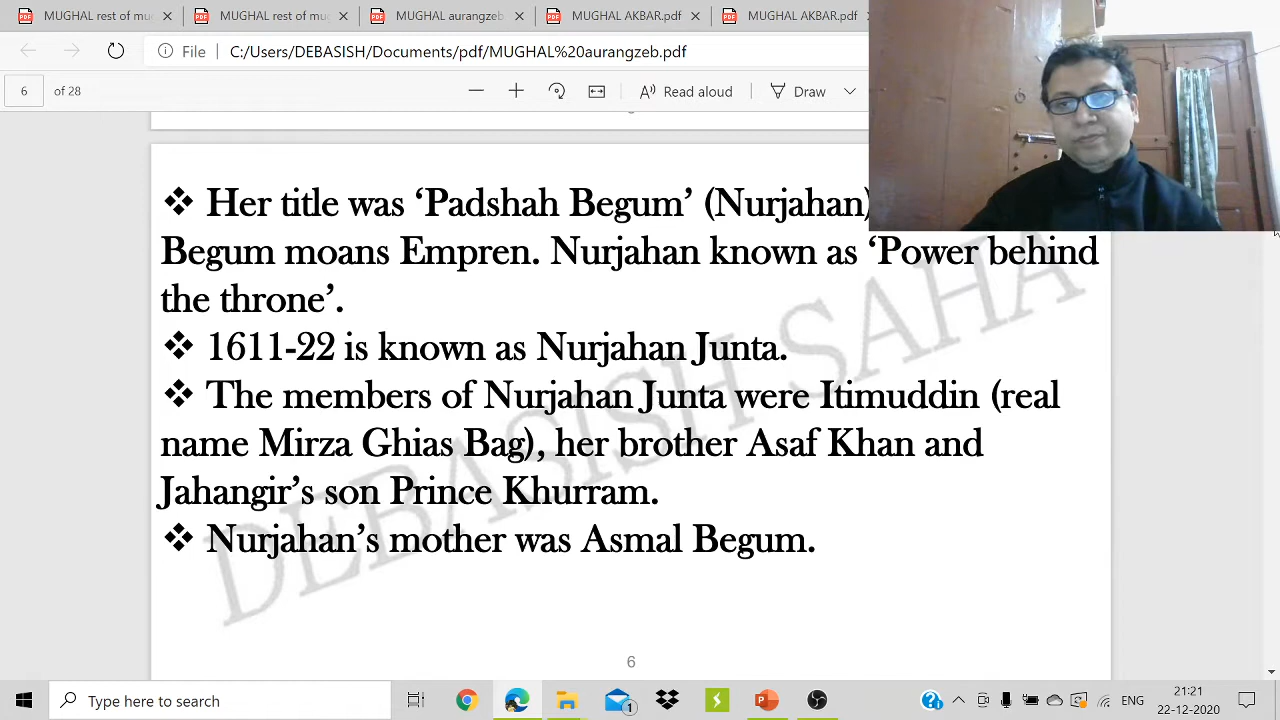 MUGHAL rest of mu
MUGHAL rest of mu
MUGHAL aurangzeb
MUGHAL AKBAR.pdf
MUGHAL AKBAR.pdf
File
C:/Users/DEBASISH/Documents/pdf/MUGHAL%20aurangzeb.pdf
6 of 28
Read aloud
Draw
❖ Her title was ‘Padshah Begum’ (Nurjahan)
Begum moans Empren. Nurjahan known as ‘Power behind
the throne’.
❖ 1611-22 is known as Nurjahan Junta.
❖ The members of Nurjahan Junta were Itimuddin (real
name Mirza Ghias Bag), her brother Asaf Khan and
Jahangir’s son Prince Khurram.
❖ Nurjahan’s mother was Asmal Begum.
DEBASISH SAHA
6
Type here to search
1
ENG
21:21
22-12-2020